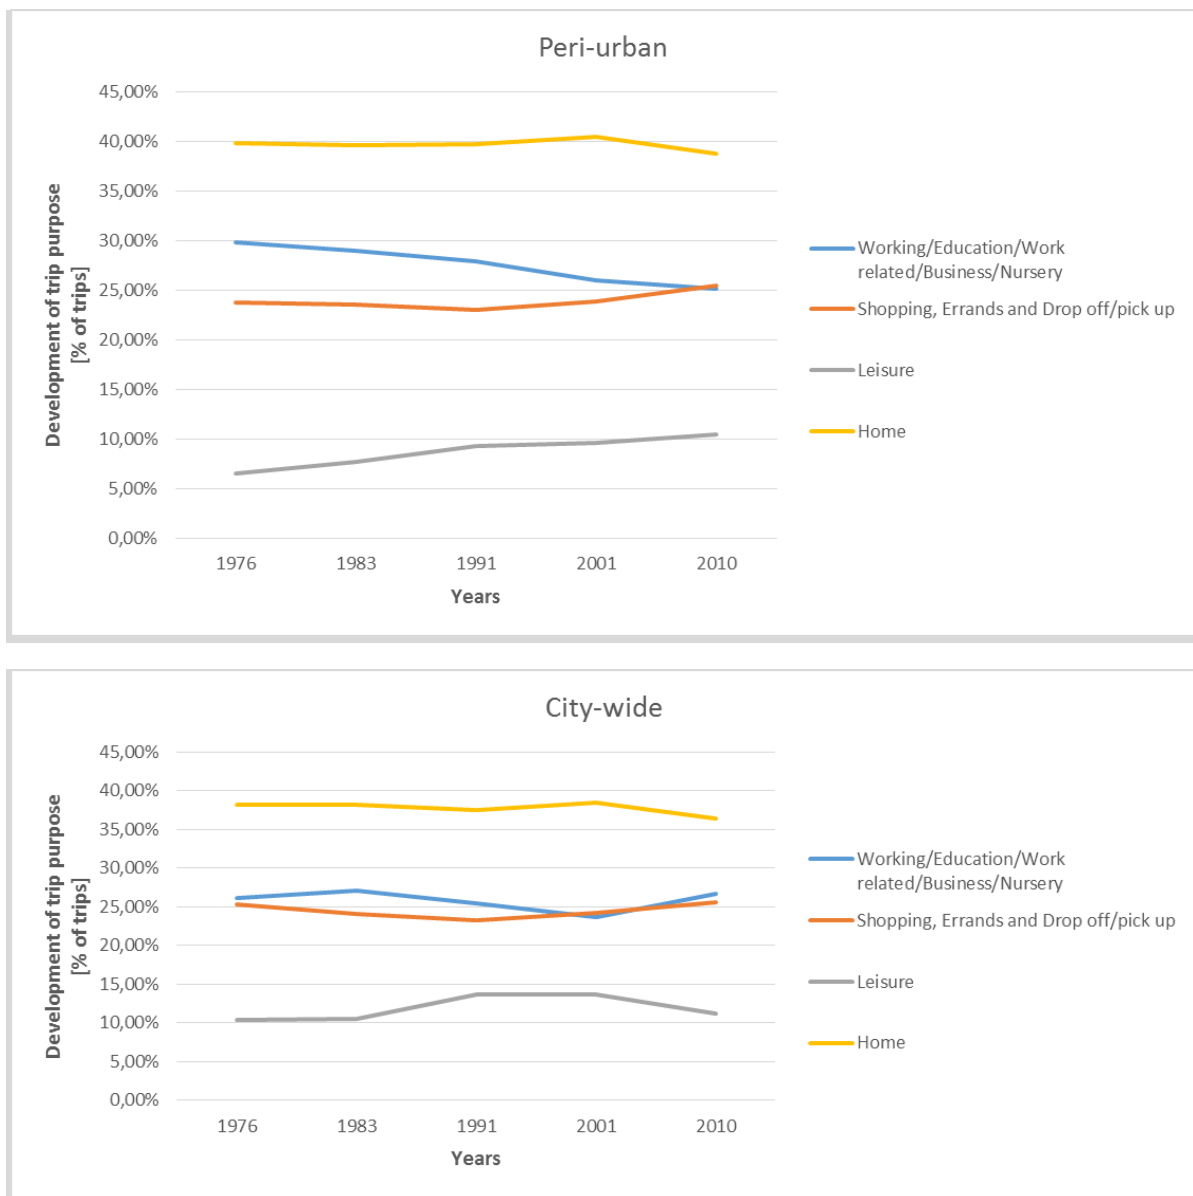 Peri-urban
Development of trip purpose
[% of trips]
45,00%
40,00%
35,00%
30,00%
25,00%
20,00%
15,00%
10,00%
5,00%
0,00%
1976
1983
1991
2001
2010
Years
Working/Education/Work
related/Business/Nursery
Shopping, Errands and Drop off/pick up
Leisure
Home
City-wide
Development of trip purpose
[% of trips]
45,00%
40,00%
35,00%
30,00%
25,00%
20,00%
15,00%
10,00%
5,00%
0,00%
1976
1983
1991
2001
2010
Years
Working/Education/Work
related/Business/Nursery
Shopping, Errands and Drop off/pick up
Leisure
Home